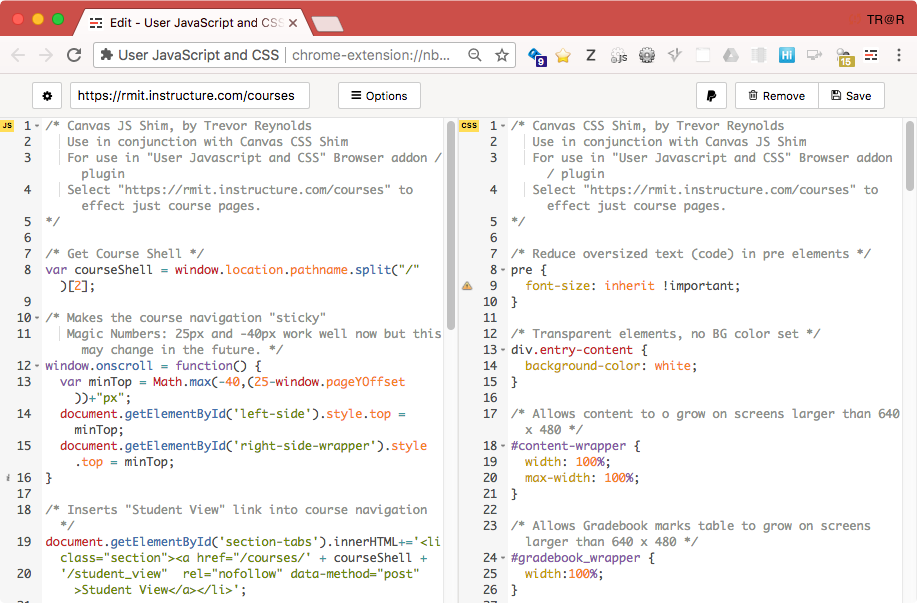 Edit - User JavaScript and CSS
TR@R
User JavaScript and CSS
chrome-extension://nb...
9
Z
js
Hi
15
https://rmit.instructure.com/courses
Options
Remove
Save
JS
1 /* Canvas JS Shim, by Trevor Reynolds
2 Use in conjunction with Canvas CSS Shim
3 For use in "User Javascript and CSS" Browser addon /
plugin
4 Select "https://rmit.instructure.com/courses" to
effect just course pages.
5 */
6
7 /* Get Course Shell */
8 var courseShell = window.location.pathname.split("/"
)[2];
9
10 /* Makes the course navigation "sticky"
11 Magic Numbers: 25px and -40px work well now but this
may change in the future. */
12 window.onscroll = function() {
13 var minTop = Math.max(-40,(25-window.pageYOffset
))+"px";
14 document.getElementById('left-side').style.top =
minTop;
15 document.getElementById('right-side-wrapper').style
.top = minTop;
i 16 }
17
18 /* Inserts "Student View" link into course navigation
*/
19 document.getElementById('section-tabs').innerHTML+='<li
class="section"><a href="/courses/' + courseShell +
20 '/student_view"  rel="nofollow" data-method="post"
>Student View</a></li>';
CSS
1 /* Canvas CSS Shim, by Trevor Reynolds
2 Use in conjunction with Canvas JS Shim
3 For use in "User Javascript and CSS" Browser addon
/ plugin
4 Select "https://rmit.instructure.com/courses" to
effect just course pages.
5 */
6
7 /* Reduce oversized text (code) in pre elements */
8 pre {
9 font-size: inherit !important;
10 }
11
12 /* Transparent elements, no BG color set */
13 div.entry-content {
14 background-color: white;
15 }
16
17 /* Allows content to o grow on screens larger than 640
x 480 */
18 #content-wrapper {
19 width: 100%;
20 max-width: 100%;
21 }
22
23 /* Allows Gradebook marks table to grow on screens
larger than 640 x 480 */
24 #gradebook_wrapper {
25 width:100%;
26 }